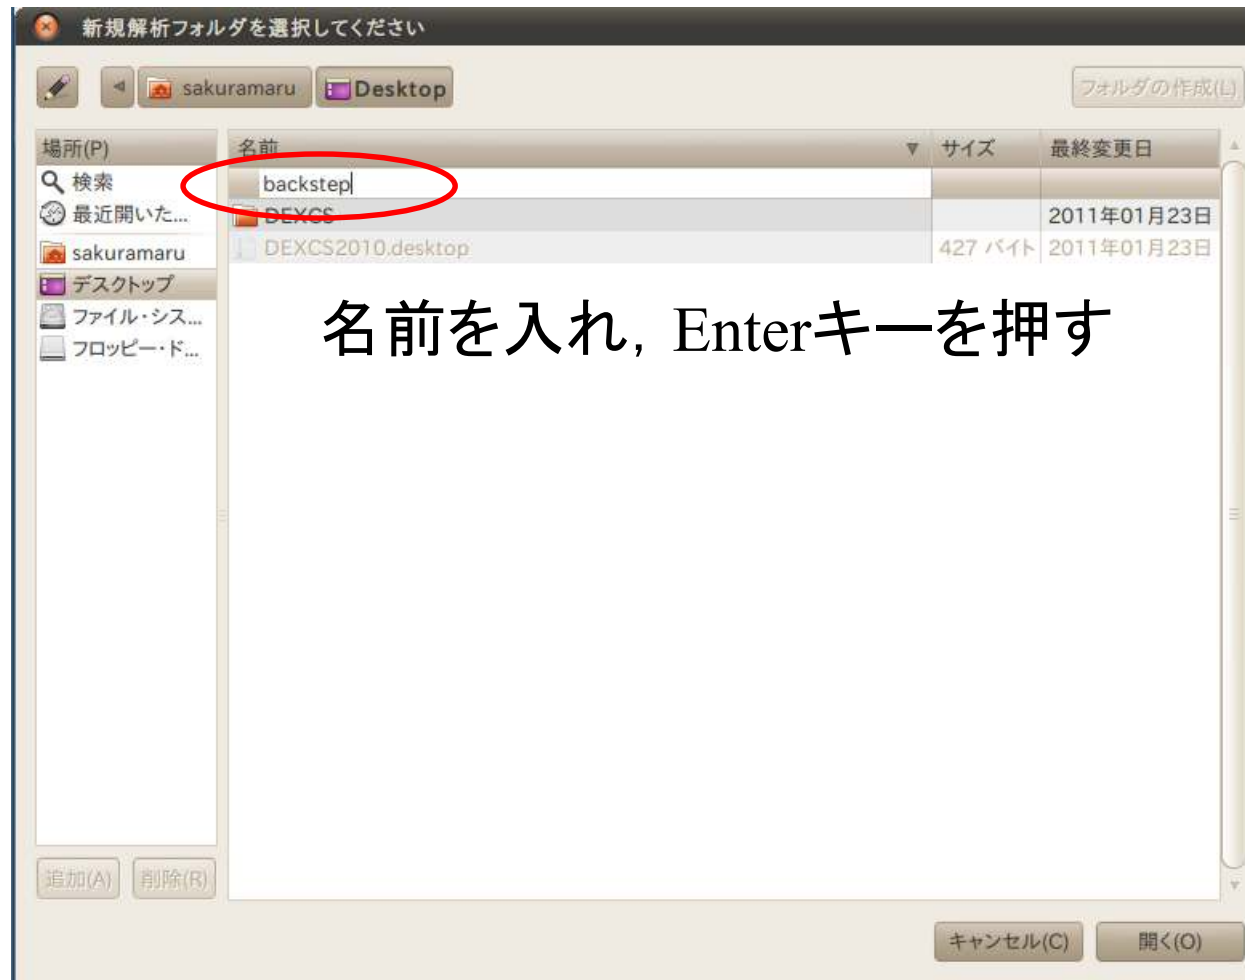 新規解析フォルダを選択してください
sakuramaru Desktop フォルダの作成(L)
場所(P) 名前 サイズ 最終変更日
検索 backstep
最近開いた... DEXCS 2011年01月23日
sakuramaru DEXCS2010.desktop 427 バイト 2011年01月23日
デスクトップ
ファイル・シス...
フロッピー・ド...
名前を入れ，Enterキーを押す
追加(A) 削除(R)
キャンセル(C) 開く(O)